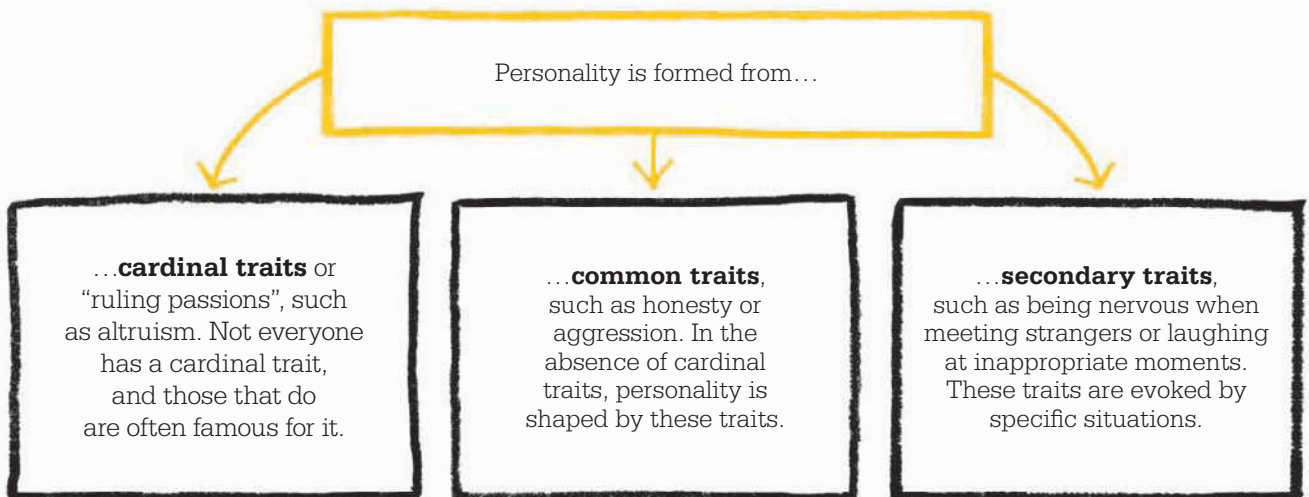 Personality is formed from…
…cardinal traits or
“ruling passions”, such
as altruism. Not everyone
has a cardinal trait,
and those that do
are often famous for it.
…common traits,
such as honesty or
aggression. In the
absence of cardinal
traits, personality is
shaped by these traits.
…secondary traits,
such as being nervous when
meeting strangers or laughing
at inappropriate moments.
These traits are evoked by
specific situations.